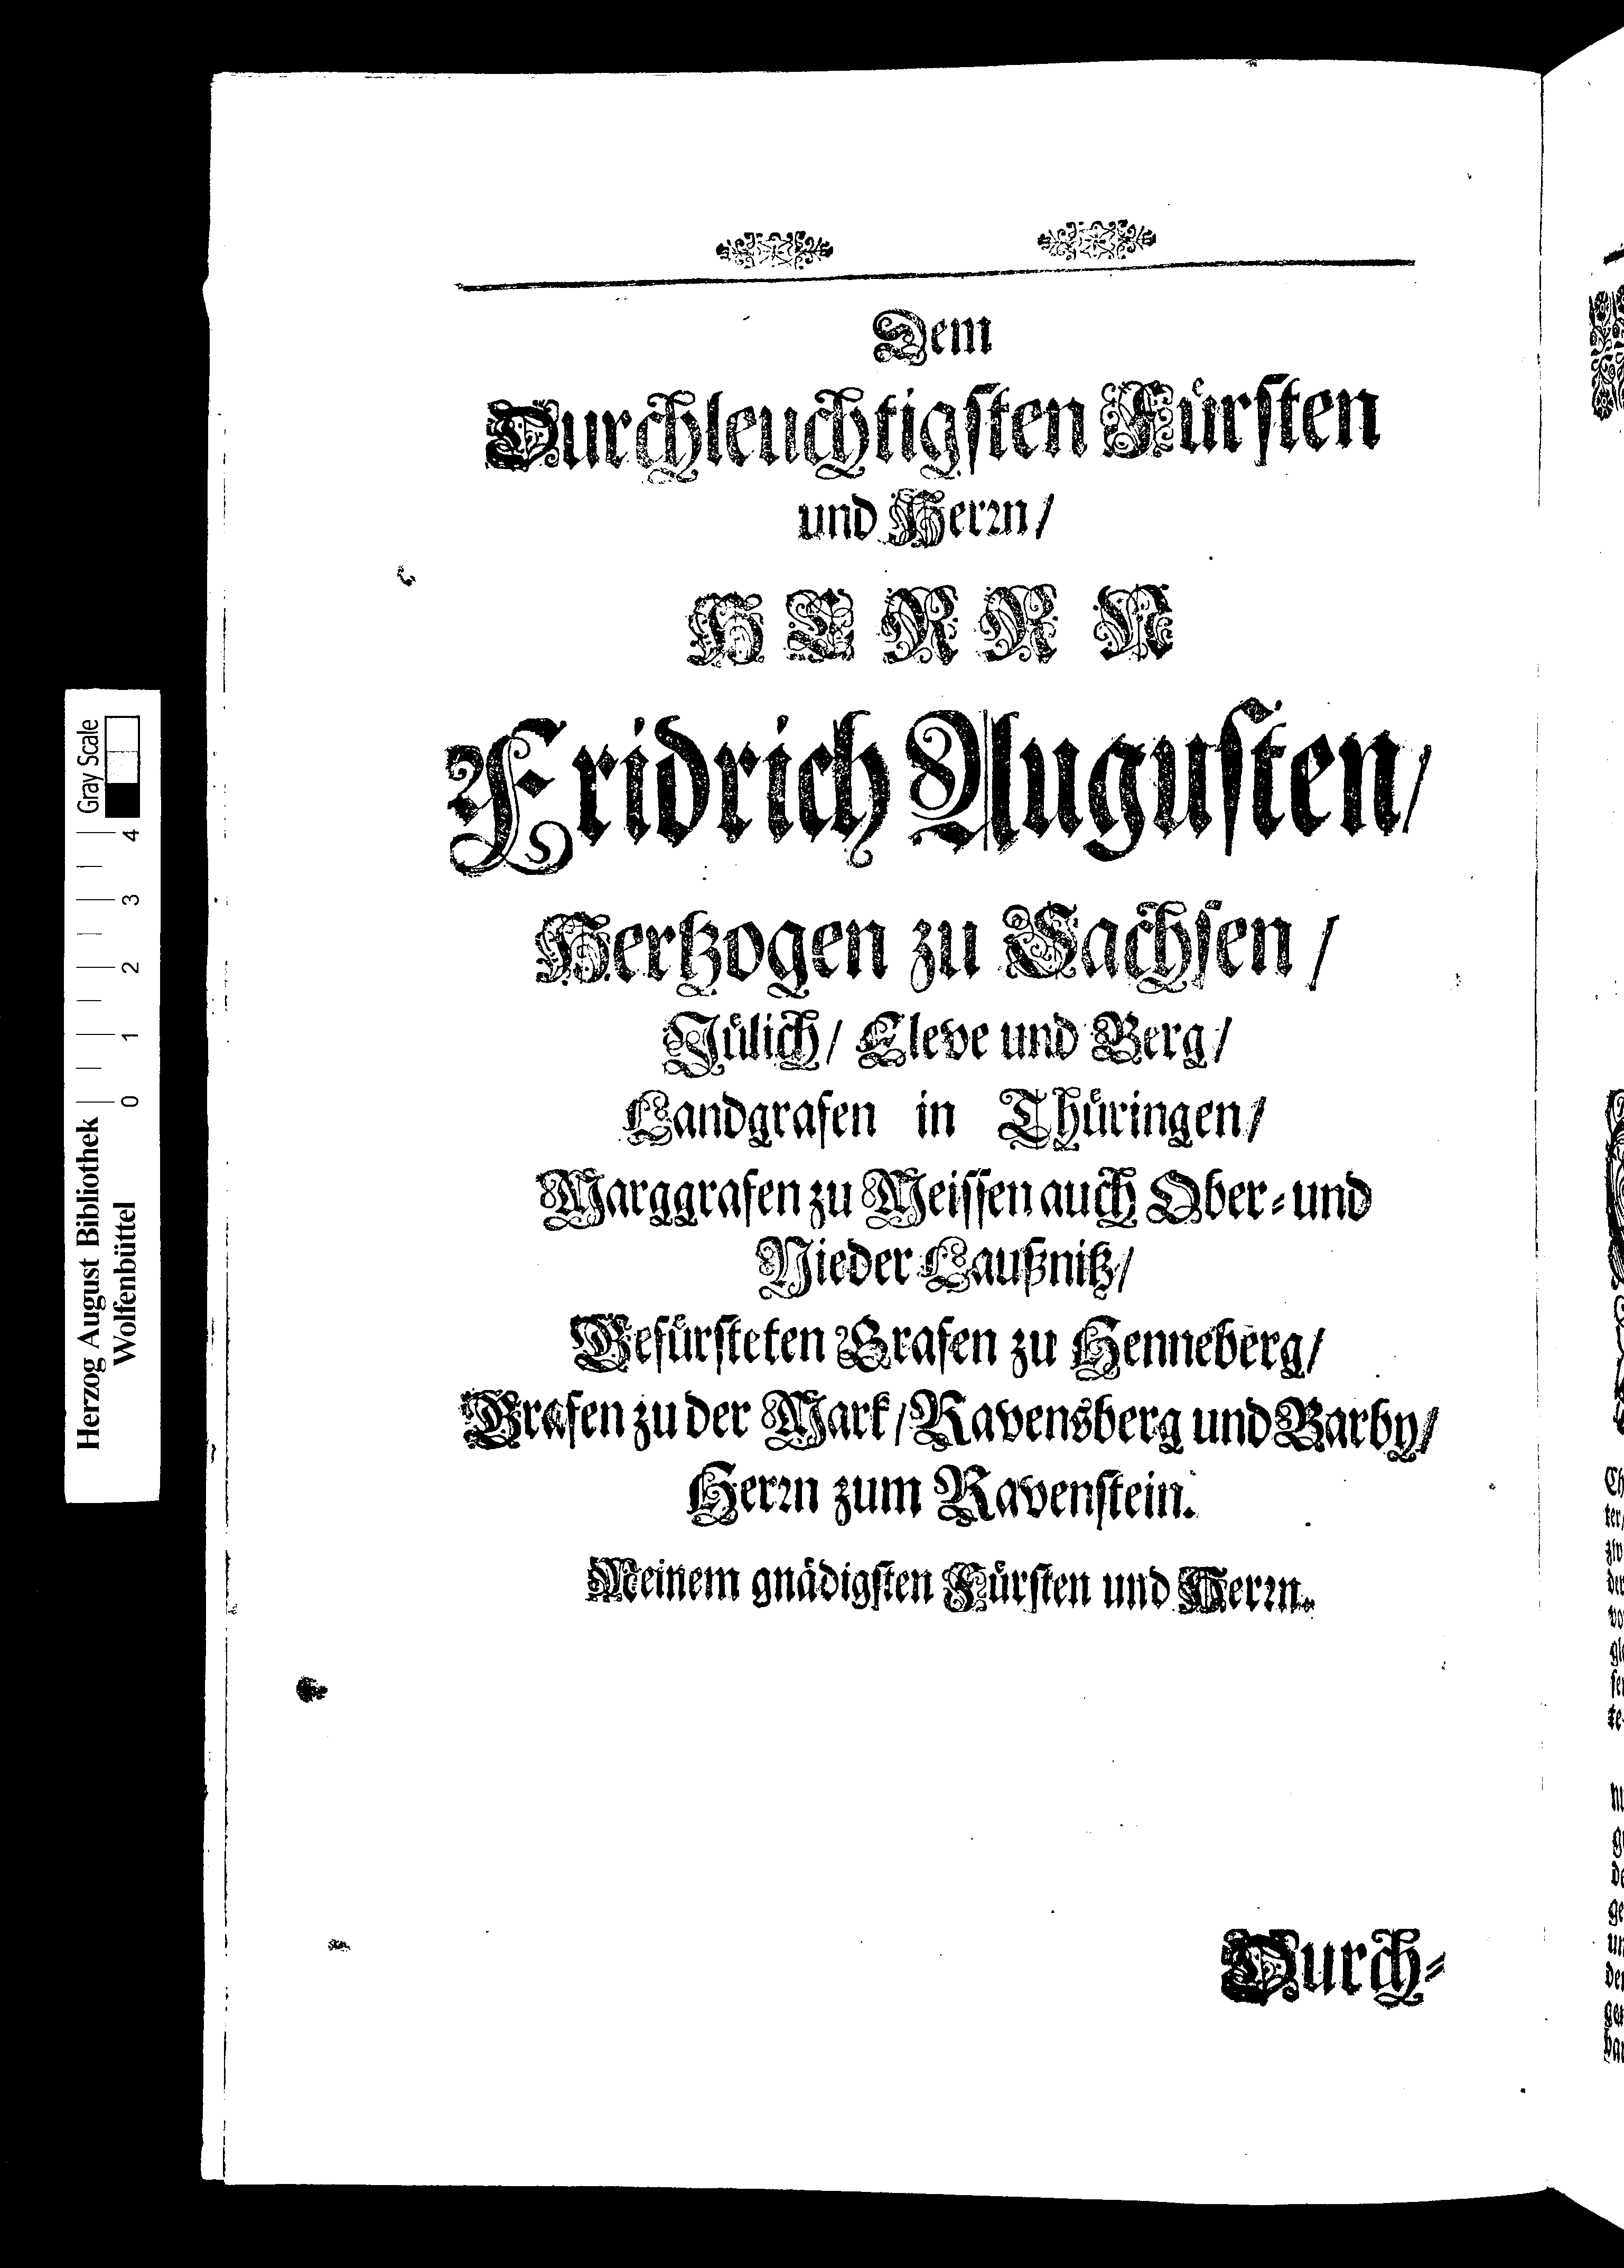 Dem
Durchleuchtigſten Fürſten
und Herꝛn/
HERRN
Fridrich Auguſten/
Hertzogen zu Sachſen/
Jülich/ Cleve und Berg/
Landgrafen in Thüringen/
Marggrafen zu Meiſſen auch Ober- und
Nieder Laußnitz/
Gefürſteten Grafen zu Henneberg/
Grafen zu der Mark/ Ravensberg und Barby/
Herꝛn zum Ravenſtein.
Meinem gnädigſten Fürſten und Herꝛn.
Durch-
Herzog August Bibliothek
Wolfenbüttel
0 1 2 3 4
Gray Scale